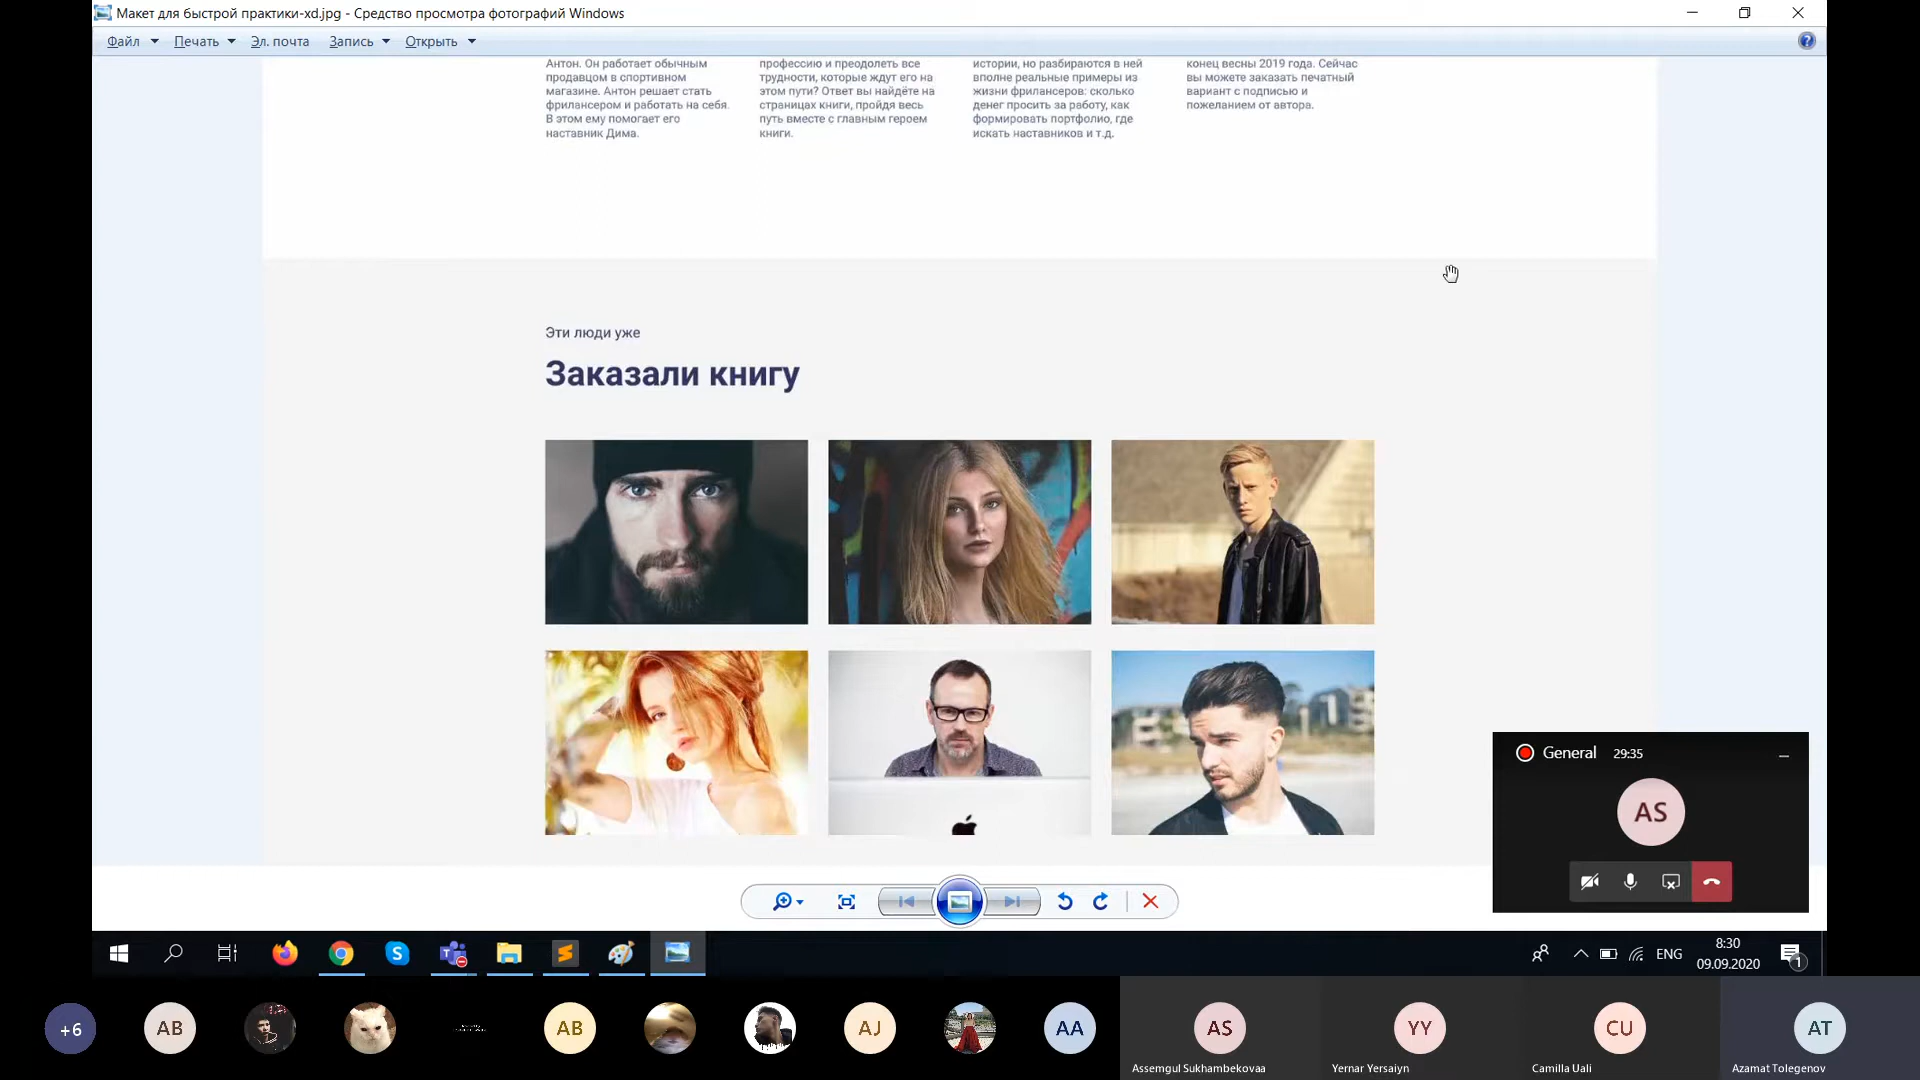 Макет для быстрой практики-xd.jpg - Средство просмотра фотографий Windows
Файл Печать Эл. почта Запись Открыть
Антон. Он работает обычным
продавцом в спортивном
магазине. Антон решает стать
фрилансером и работать на себя.
В этом ему помогает его
наставник Дима.
профессию и преодолеть все
трудности, которые ждут его на
этом пути? Ответ вы найдёте на
страницах книги, пройдя весь
путь вместе с главным героем
книги.
истории, но разбираются в ней
вполне реальные примеры из
жизни фрилансеров: сколько
денег просить за работу, как
формировать портфолио, где
искать наставников и т.д.
конец весны 2019 года. Сейчас
вы можете заказать печатный
вариант с подписью и
пожеланием от автора.
Эти люди уже
Заказали книгу
General 29:35
AS
ENG
8:30
09.09.2020
1
+6
AB
AB
AJ
AA
AS
Assemgul Sukhambekovaa
YY
Yernar Yersaiyn
CU
Camilla Uali
AT
Azamat Tolegenov